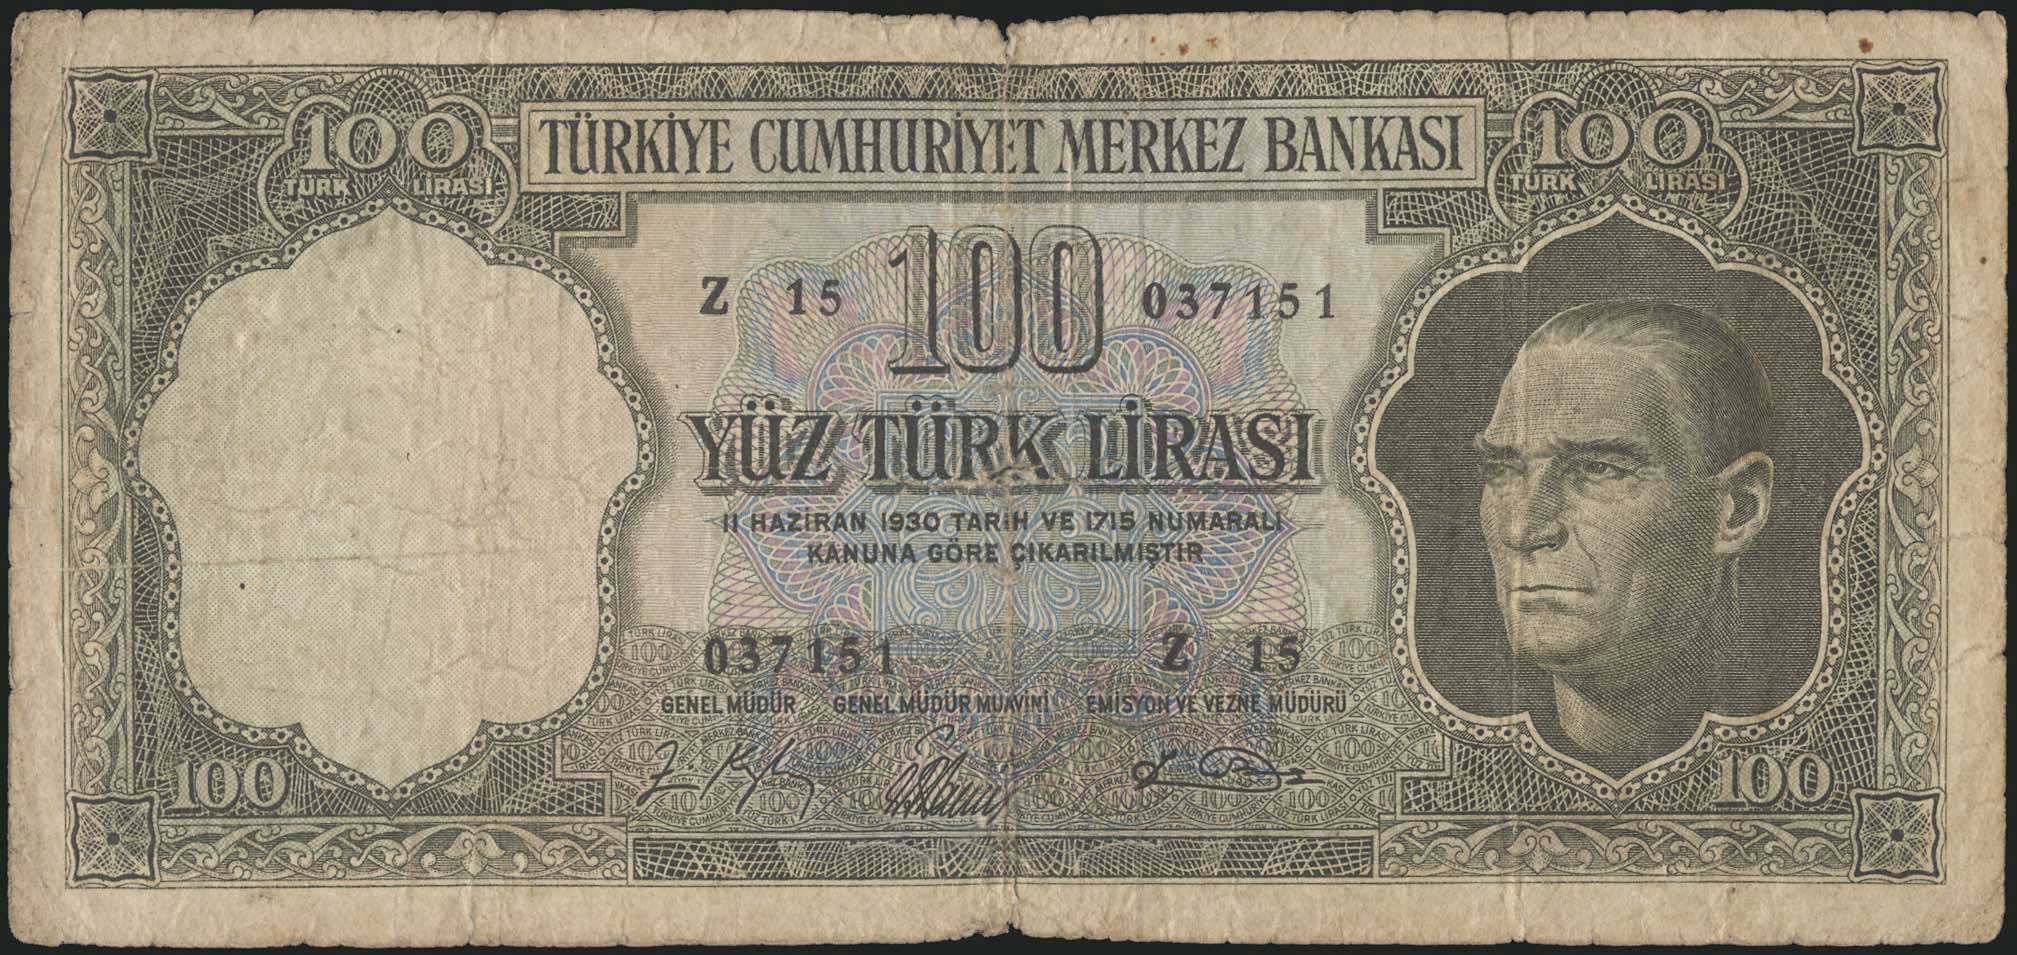 100 TÜRKİYE CUMHURİYET MERKEZ BANKASI 100
TÜRK LİRASI TÜRK LİRASI
100
Z 15 037151
YÜZ TÜRK LİRASI
11 HAZİRAN 1930 TARİH VE 1715 NUMARALI
KANUNA GÖRE ÇIKARILMIŞTIR
037151 Z 15
GENEL MÜDÜR GENEL MÜDÜR MUAVİNİ EMİSYON VE VEZNE MÜDÜRÜ
100 100